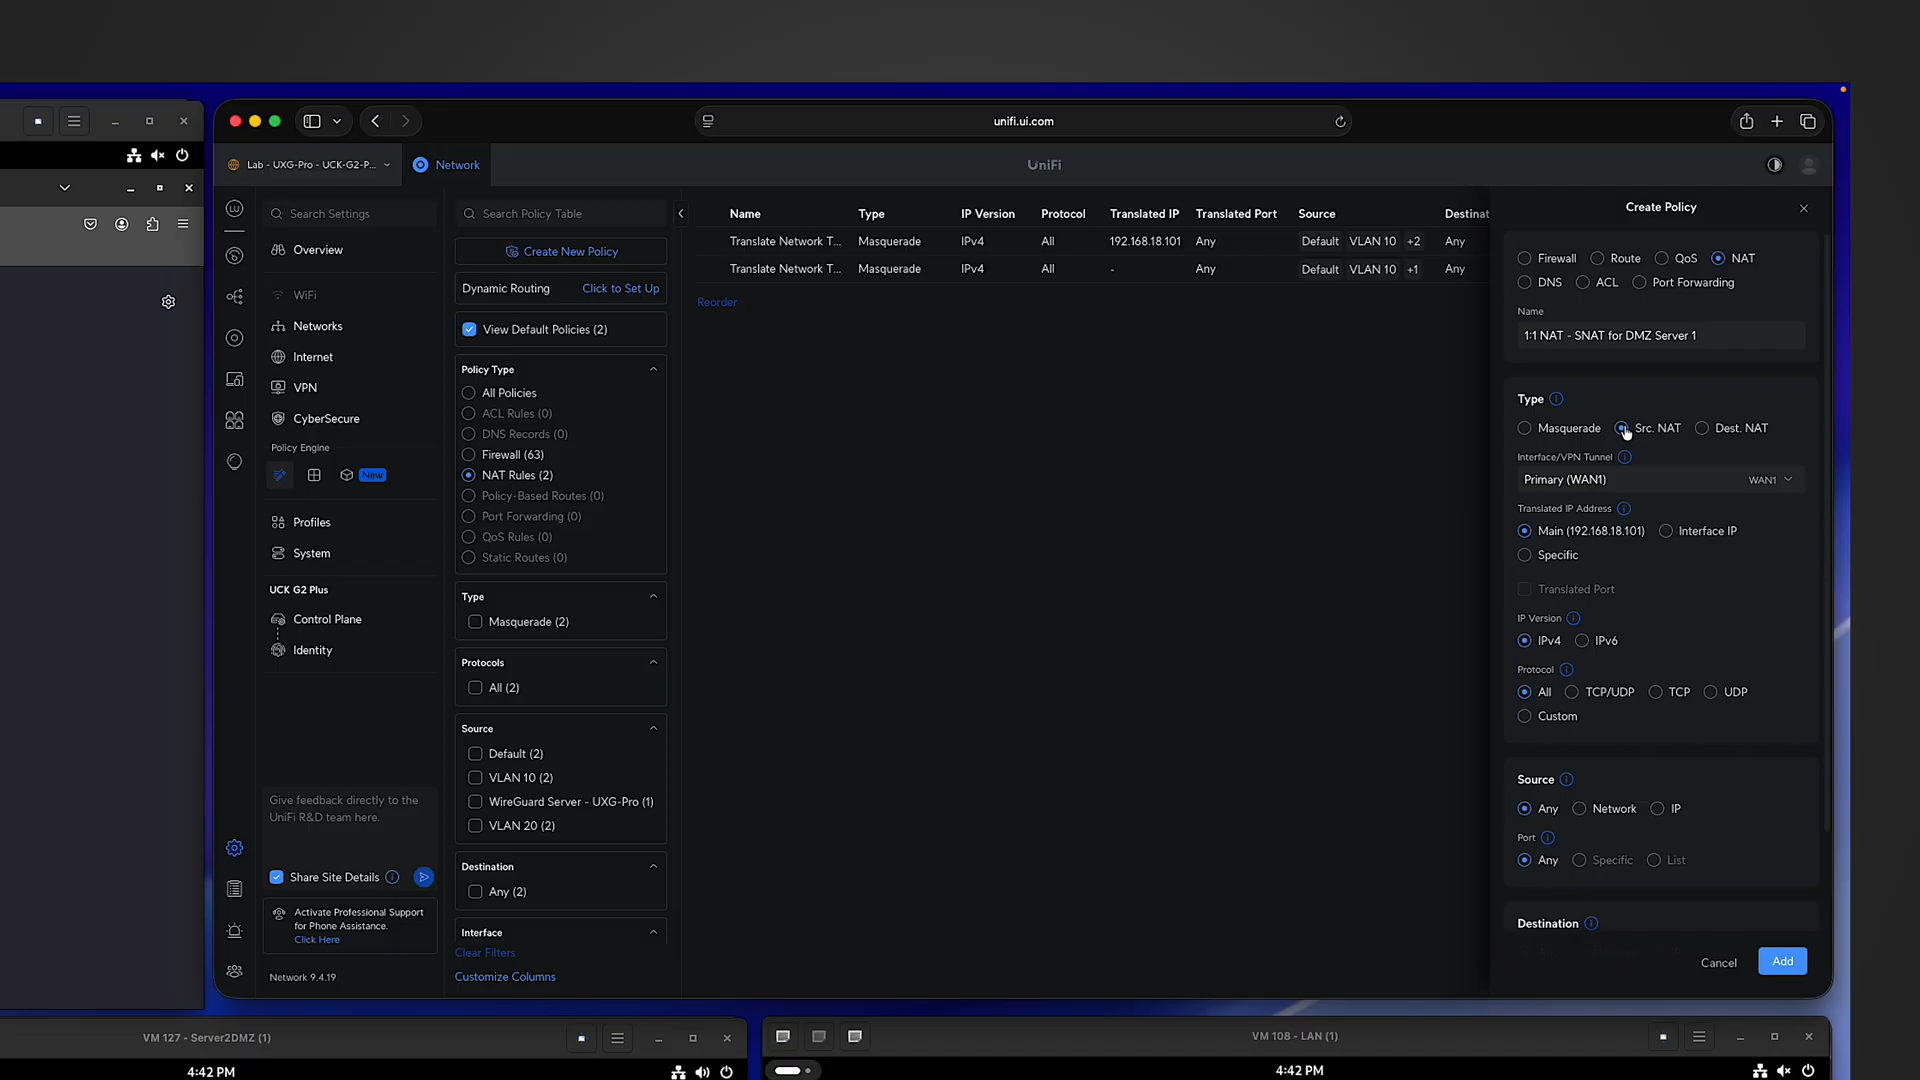 unifi.ui.com
Lab - UXG-Pro - UCK-G2-P...
Network
UniFi
LU
Search Settings
Overview
WiFi
Networks
Internet
VPN
CyberSecure
Policy Engine
New
Profiles
System
UCK G2 Plus
Control Plane
Identity
Give feedback directly to the
UniFi R&D team here.
Share Site Details
Activate Professional Support
for Phone Assistance.
Click Here
Network 9.4.19
Search Policy Table
Create New Policy
Dynamic Routing Click to Set Up
View Default Policies (2)
Policy Type
All Policies
ACL Rules (0)
DNS Records (0)
Firewall (63)
NAT Rules (2)
Policy-Based Routes (0)
Port Forwarding (0)
QoS Rules (0)
Static Routes (0)
Type
Masquerade (2)
Protocols
All (2)
Source
Default (2)
VLAN 10 (2)
WireGuard Server - UXG-Pro (1)
VLAN 20 (2)
Destination
Any (2)
Interface
Clear Filters
Customize Columns
Name Type IP Version Protocol Translated IP Translated Port Source Destinat
Translate Network T... Masquerade IPv4 All 192.168.18.101 Any Default VLAN 10 +2 Any
Translate Network T... Masquerade IPv4 All - Any Default VLAN 10 +1 Any
Reorder
Create Policy
Firewall Route QoS NAT
DNS ACL Port Forwarding
Name
1:1 NAT - SNAT for DMZ Server 1
Type
Masquerade Src. NAT Dest. NAT
Interface/VPN Tunnel
Primary (WAN1) WAN1
Translated IP Address
Main (192.168.18.101) Interface IP
Specific
Translated Port
IP Version
IPv4 IPv6
Protocol
All TCP/UDP TCP UDP
Custom
Source
Any Network IP
Port
Any Specific List
Destination
Cancel Add
VM 127 - Server2DMZ (1)
4:42 PM
VM 108 - LAN (1)
4:42 PM